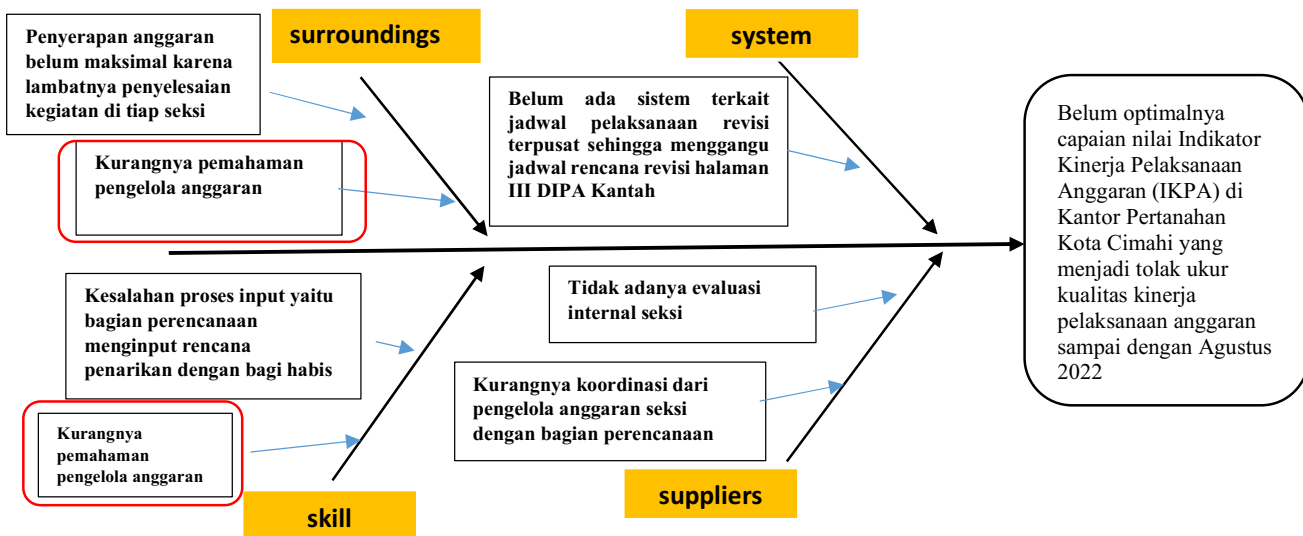 surroundings
system
Penyerapan anggaran
belum maksimal karena
lambatnya penyelesaian
kegiatan di tiap seksi
Kurangnya pemahaman
pengelola anggaran
Belum ada sistem terkait
jadwal pelaksanaan revisi
terpusat sehingga menggangu
jadwal rencana revisi halaman
III DIPA Kantah
Belum optimalnya
capaian nilai Indikator
Kinerja Pelaksanaan
Anggaran (IKPA) di
Kantor Pertanahan
Kota Cimahi yang
menjadi tolak ukur
kualitas kinerja
pelaksanaan anggaran
sampai dengan Agustus
2022
Kesalahan proses input yaitu
bagian perencanaan
menginput rencana
penarikan dengan bagi habis
Kurangnya
pemahaman
pengelola anggaran
Tidak adanya evaluasi
internal seksi
Kurangnya koordinasi dari
pengelola anggaran seksi
dengan bagian perencanaan
skill
suppliers